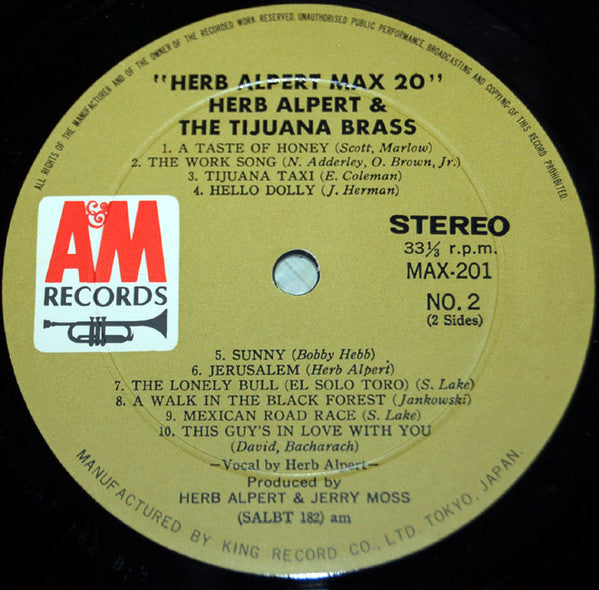 ALL RIGHTS OF THE MANUFACTURER AND OF THE OWNER OF THE RECORDED WORK RESERVED. UNAUTHORISED PUBLIC PERFORMANCE, BROADCASTING AND COPYING OF THIS RECORD PROHIBITED.
"HERB ALPERT MAX 20"
HERB ALPERT &
THE TIJUANA BRASS
1. A TASTE OF HONEY (Scott, Marlow)
2. THE WORK SONG (N. Adderley, O. Brown, Jr.)
3. TIJUANA TAXI (E. Coleman)
4. HELLO DOLLY (J. Herman)
A&M
RECORDS
STEREO
33⅓ r.p.m.
MAX-201
NO. 2
(2 Sides)
5. SUNNY (Bobby Hebb)
6. JERUSALEM (Herb Alpert)
7. THE LONELY BULL (EL SOLO TORO) (S. Lake)
8. A WALK IN THE BLACK FOREST (Jankowski)
9. MEXICAN ROAD RACE (S. Lake)
10. THIS GUY'S IN LOVE WITH YOU
(David, Bacharach)
—Vocal by Herb Alpert—
Produced by
HERB ALPERT & JERRY MOSS
(SALBT 182) am
MANUFACTURED BY KING RECORD CO., LTD. TOKYO, JAPAN.